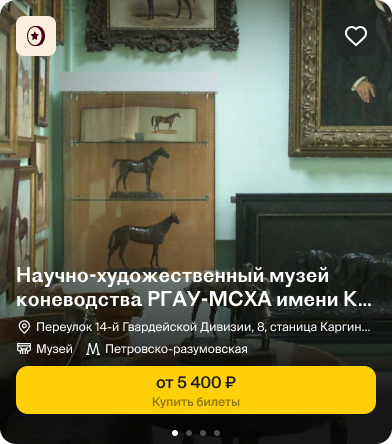 Научно-художественный музей
коневодства РГАУ-МСХА имени К...
Переулок 14-й Гвардейской Дивизии, 8, станица Каргин...
Музей Петровско-разумовская
от 5 400 ₽
Купить билеты